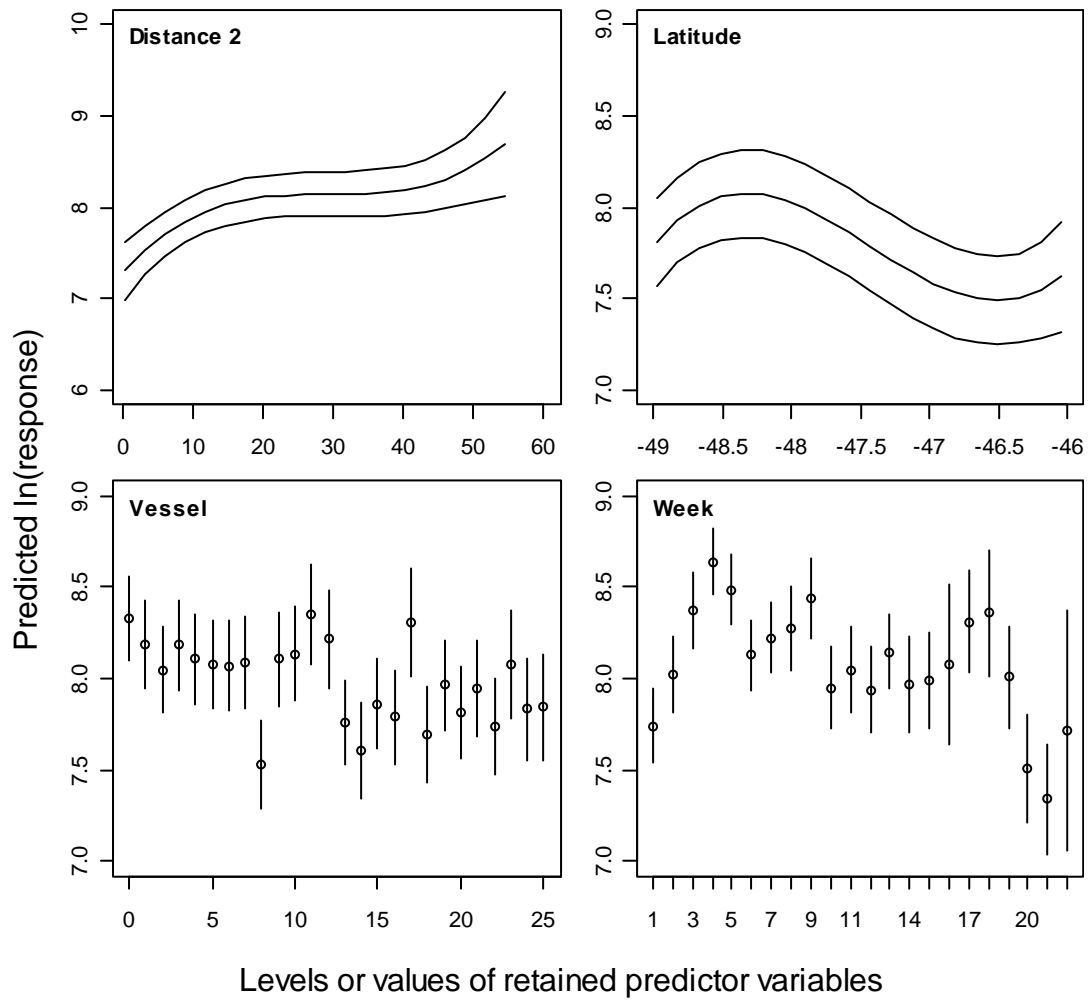 Distance 2
10
9
8
7
6
0 10 20 30 40 50 60
Latitude
9.0
8.5
8.0
7.5
7.0
-49 -48.5 -48 -47.5 -47 -46.5 -46
Vessel
9.0
8.5
8.0
7.5
7.0
0 5 10 15 20 25
Week
9.0
8.5
8.0
7.5
7.0
1 3 5 7 9 11 14 17 20
Predicted ln(response)
Levels or values of retained predictor variables